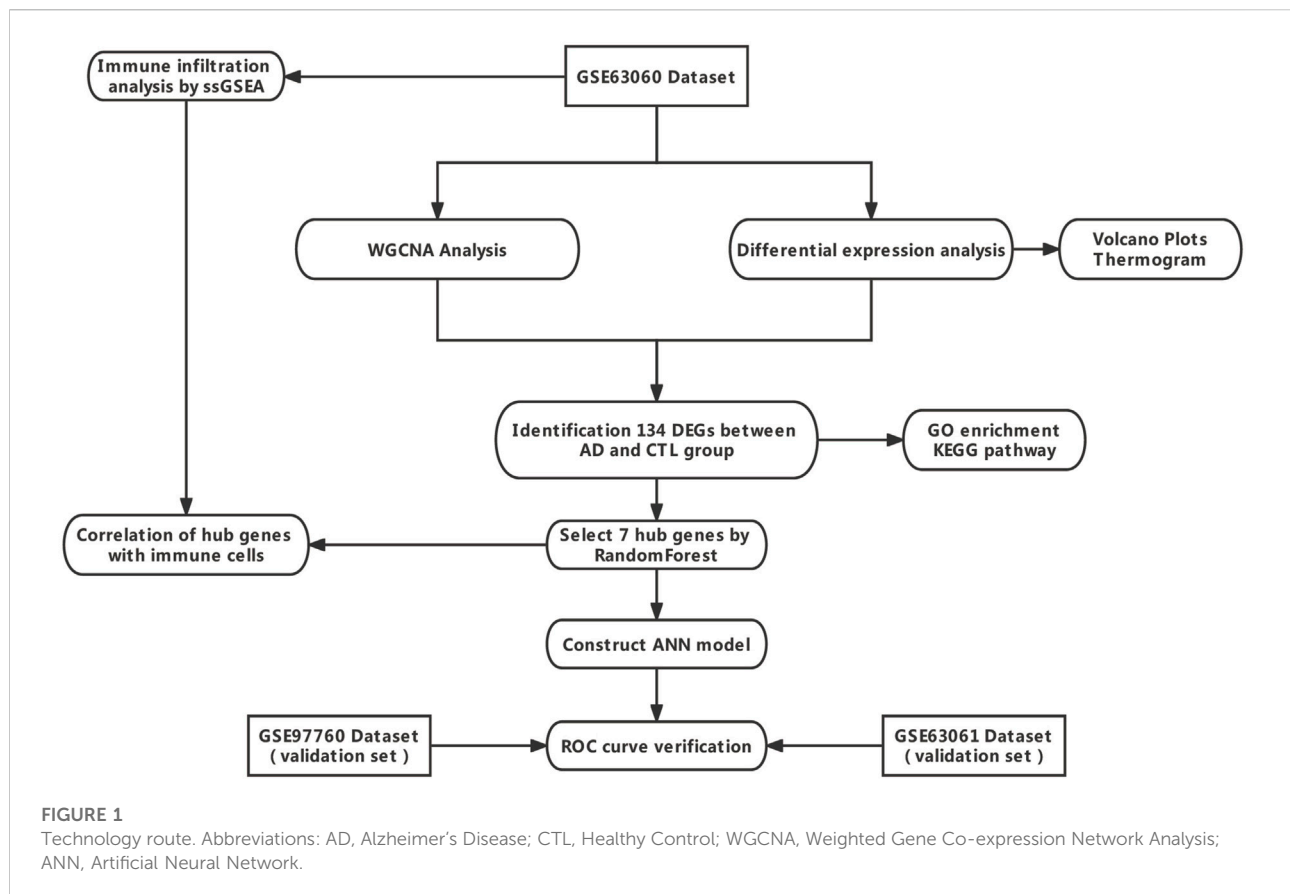 Immune infiltration
analysis by ssGSEA
GSE63060 Dataset
WGCNA Analysis
Differential expression analysis
Volcano Plots
Thermogram
Identification 134 DEGs between
AD and CTL group
GO enrichment
KEGG pathway
Correlation of hub genes
with immune cells
Select 7 hub genes by
RandomForest
Construct ANN model
GSE97760 Dataset
( validation set )
ROC curve verification
GSE63061 Dataset
( validation set )
FIGURE 1
Technology route. Abbreviations: AD, Alzheimer's Disease; CTL, Healthy Control; WGCNA, Weighted Gene Co-expression Network Analysis;
ANN, Artificial Neural Network.